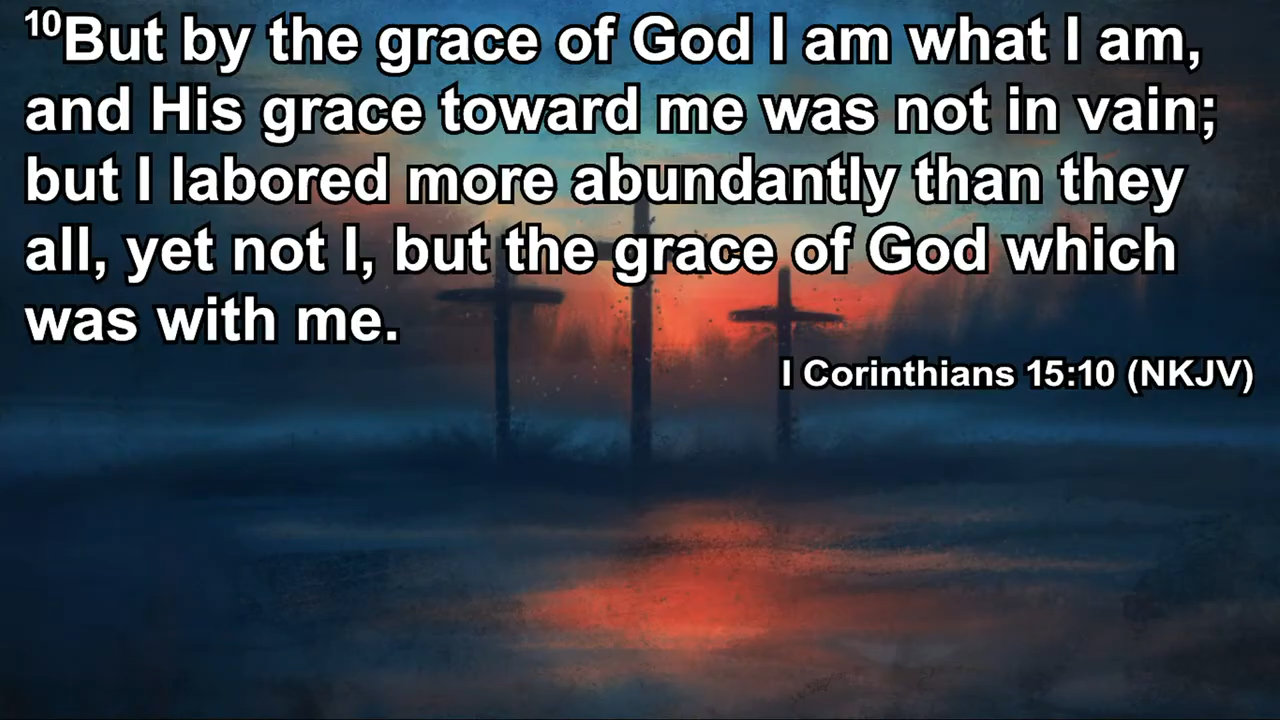 10But by the grace of God I am what I am,
and His grace toward me was not in vain;
but I labored more abundantly than they
all, yet not I, but the grace of God which
was with me.
I Corinthians 15:10 (NKJV)